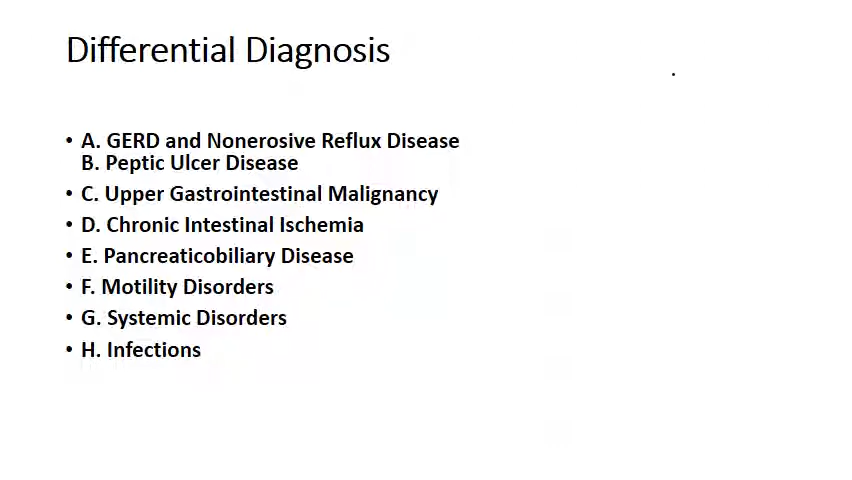 Differential Diagnosis
• A. GERD and Nonerosive Reflux Disease
B. Peptic Ulcer Disease
• C. Upper Gastrointestinal Malignancy
• D. Chronic Intestinal Ischemia
• E. Pancreaticobiliary Disease
• F. Motility Disorders
• G. Systemic Disorders
• H. Infections